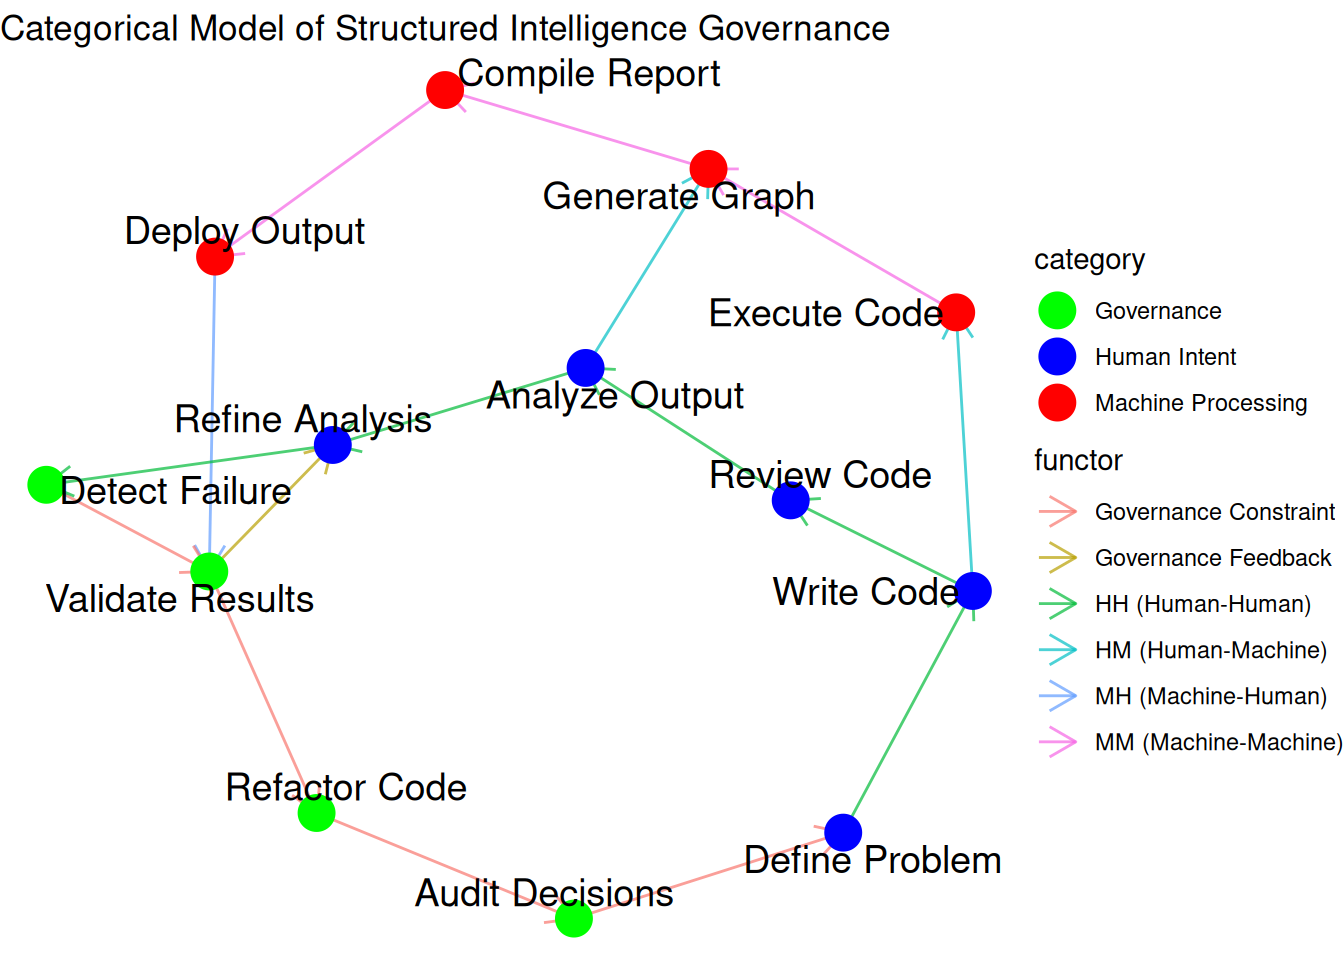 Categorical Model of Structured Intelligence Governance
Compile Report
Generate Graph
Deploy Output
Execute Code
Analyze Output
Refine Analysis
Review Code
Detect Failure
Validate Results
Write Code
Refactor Code
Define Problem
Audit Decisions
category
Governance
Human Intent
Machine Processing
functor
Governance Constraint
Governance Feedback
HH (Human-Human)
HM (Human-Machine)
MH (Machine-Human)
MM (Machine-Machine)